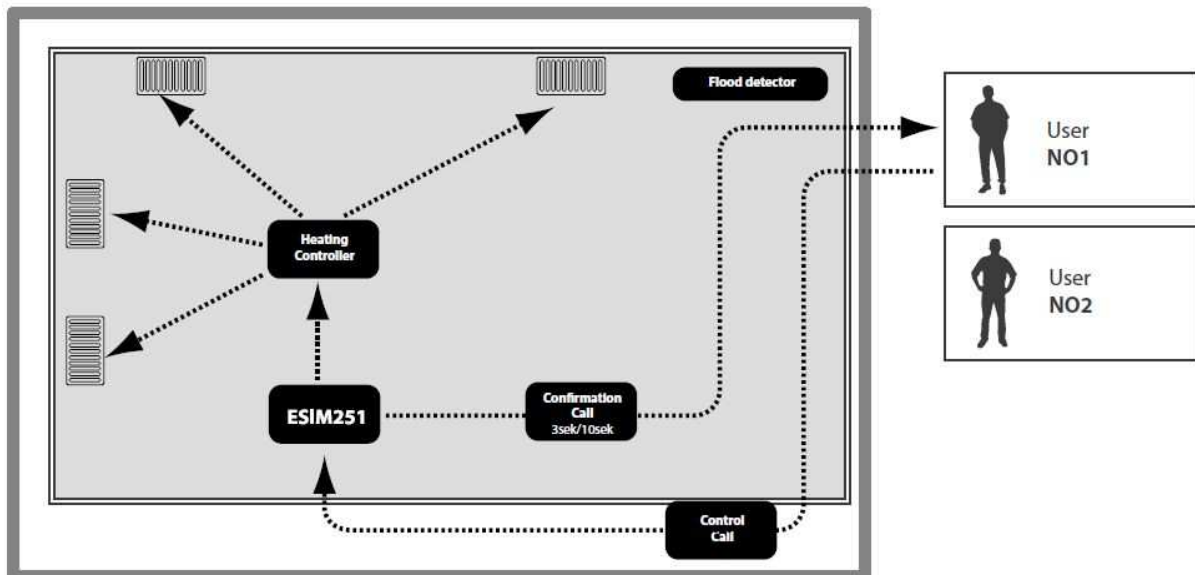 Flood detector
User
NO1
Heating
Controller
User
NO2
ESIM251
Confirmation
Call
3sek/10sek
Control
Call